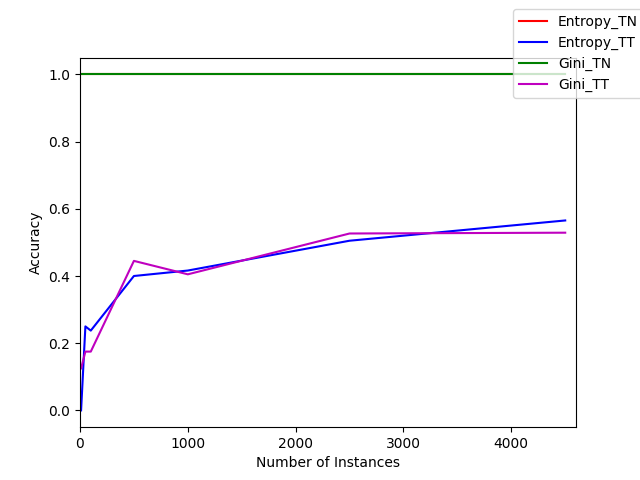 Entropy_TN
Entropy_TT
Gini_TN
Gini_TT
1.0
0.8
0.6
0.4
0.2
0.0
Accuracy
0
1000
2000
3000
4000
Number of Instances